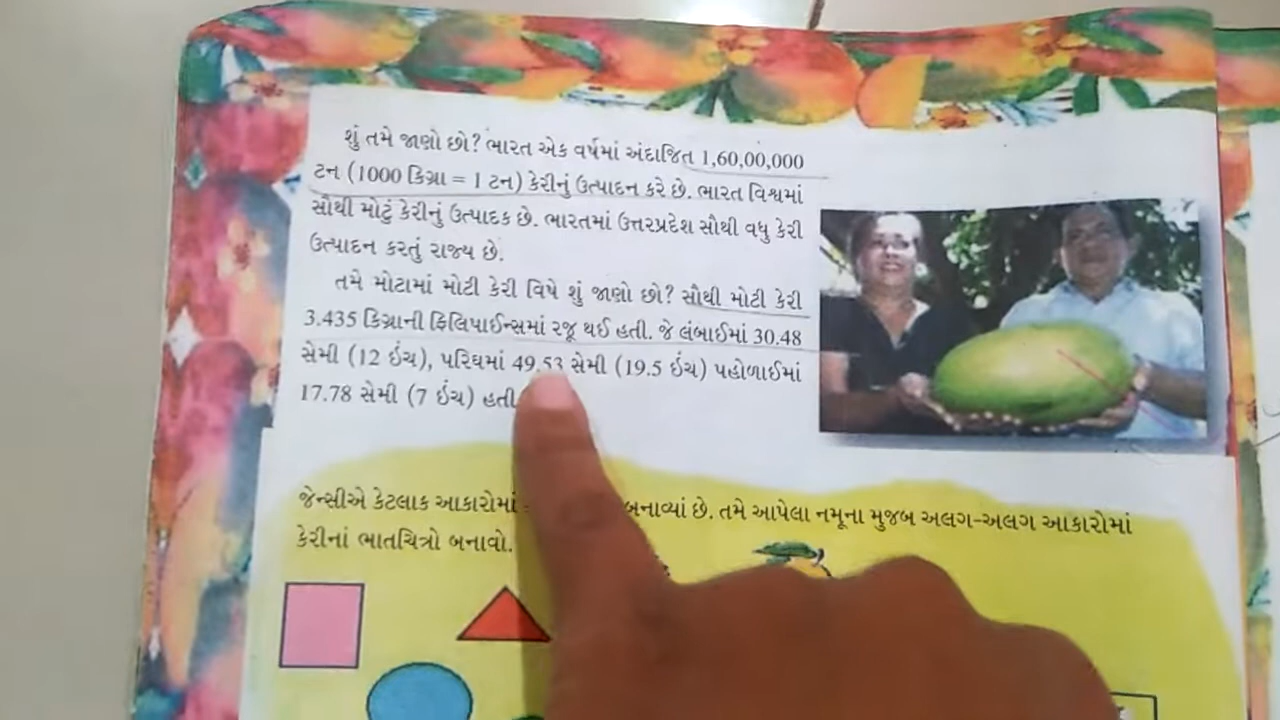 શું તમે જાણો છો? ભારત એક વર્ષમાં અંદાજિત 1,60,00,000
ટન (1000 કિગ્રા = 1 ટન) કેરીનું ઉત્પાદન કરે છે. ભારત વિશ્વમાં
સૌથી મોટું કેરીનું ઉત્પાદક છે. ભારતમાં ઉત્તરપ્રદેશ સૌથી વધુ કેરી
ઉત્પાદન કરતું રાજ્ય છે.
તમે મોટામાં મોટી કેરી વિષે શું જાણો છો? સૌથી મોટી કેરી
3.435 કિગ્રાની ફિલિપાઈન્સમાં રજૂ થઈ હતી. જે લંબાઈમાં 30.48
સેમી (12 ઇંચ), પરિઘમાં 49.53 સેમી (19.5 ઇંચ) પહોળાઈમાં
17.78 સેમી (7 ઇંચ) હતી
જેન્સીએ કેટલાક આકારોમાં બનાવ્યાં છે. તમે આપેલા નમૂના મુજબ અલગ-અલગ આકારોમાં
કેરીનાં ભાતચિત્રો બનાવો.